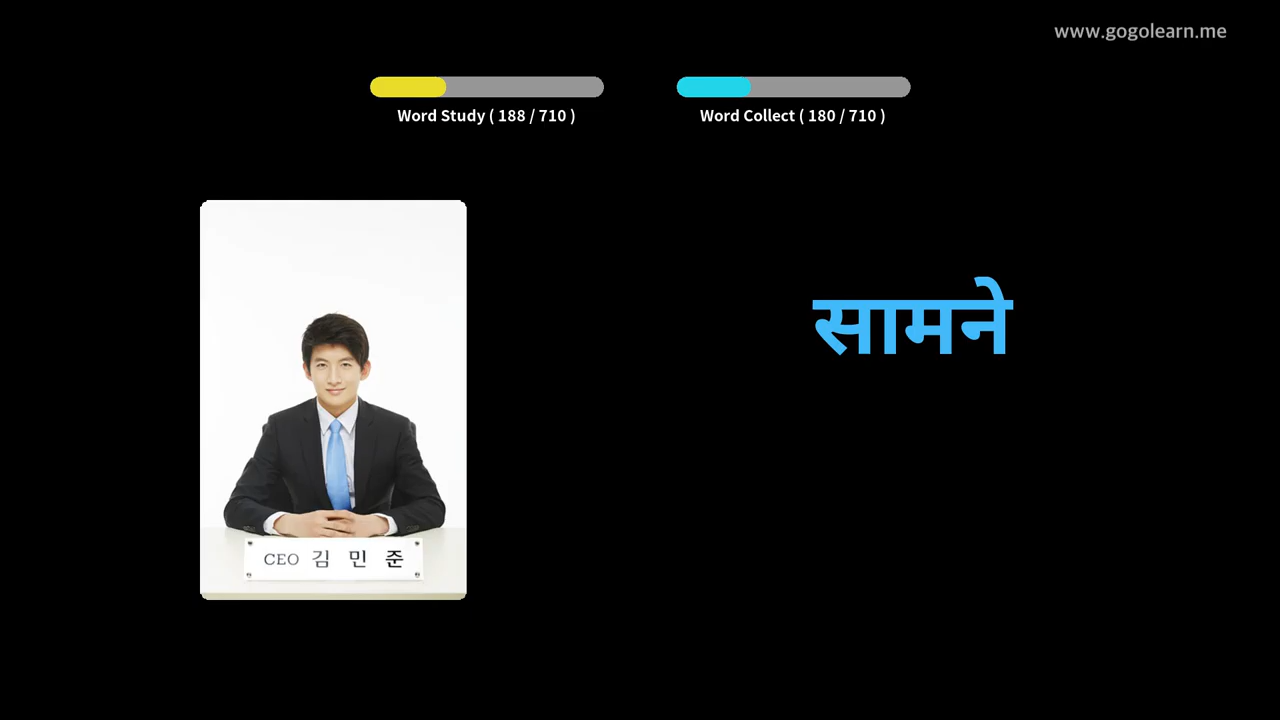 www.gogolearn.me
Word Study ( 188 / 710 )
Word Collect ( 180 / 710 )
सामने
CEO 김 민 준